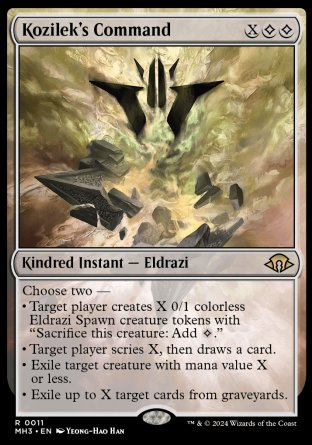 Kozilek's Command X◇◇
Kindred Instant — Eldrazi
Choose two —
• Target player creates X 0/1 colorless
Eldrazi Spawn creature tokens with
“Sacrifice this creature: Add ◇.”
• Target player scries X, then draws a card.
• Exile target creature with mana value X
or less.
• Exile up to X target cards from graveyards.
R 0011
MH3 • EN Yeong-Hao Han
™ & © 2024 Wizards of the Coast